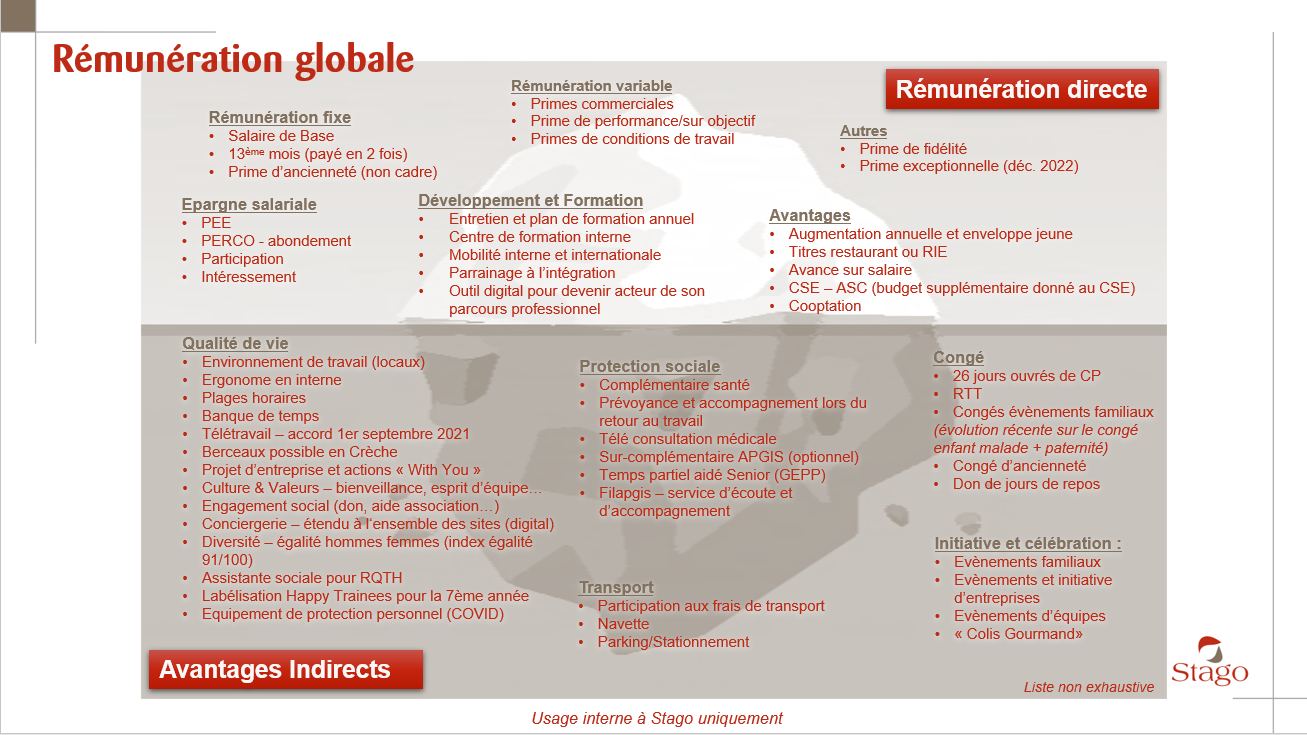 Rémunération globale
Rémunération directe
Rémunération fixe
• Salaire de Base
• 13ème mois (payé en 2 fois)
• Prime d’ancienneté (non cadre)
Rémunération variable
• Primes commerciales
• Prime de performance/sur objectif
• Primes de conditions de travail
Autres
• Prime de fidélité
• Prime exceptionnelle (déc. 2022)
Epargne salariale
• PEE
• PERCO - abondement
• Participation
• Intéressement
Développement et Formation
• Entretien et plan de formation annuel
• Centre de formation interne
• Mobilité interne et internationale
• Parrainage à l’intégration
• Outil digital pour devenir acteur de son
parcours professionnel
Avantages
• Augmentation annuelle et enveloppe jeune
• Titres restaurant ou RIE
• Avance sur salaire
• CSE – ASC (budget supplémentaire donné au CSE)
• Cooptation
Qualité de vie
• Environnement de travail (locaux)
• Ergonome en interne
• Plages horaires
• Banque de temps
• Télétravail – accord 1er septembre 2021
• Berceaux possible en Crèche
• Projet d’entreprise et actions « With You »
• Culture & Valeurs – bienveillance, esprit d’équipe…
• Engagement social (don, aide association…)
• Conciergerie – étendu à l’ensemble des sites (digital)
• Diversité – égalité hommes femmes (index égalité
91/100)
• Assistante sociale pour RQTH
• Labélisation Happy Trainees pour la 7ème année
• Equipement de protection personnel (COVID)
Protection sociale
• Complémentaire santé
• Prévoyance et accompagnement lors du
retour au travail
• Télé consultation médicale
• Sur-complémentaire APGIS (optionnel)
• Temps partiel aidé Senior (GEPP)
• Filapgis – service d’écoute et
d’accompagnement
Transport
• Participation aux frais de transport
• Navette
• Parking/Stationnement
Congé
• 26 jours ouvrés de CP
• RTT
• Congés évènements familiaux
(évolution récente sur le congé
enfant malade + paternité)
• Congé d’ancienneté
• Don de jours de repos
Initiative et célébration :
• Evènements familiaux
• Evènements et initiative
d’entreprises
• Evènements d’équipes
• « Colis Gourmand»
Avantages Indirects
Stago
Liste non exhaustive
Usage interne à Stago uniquement